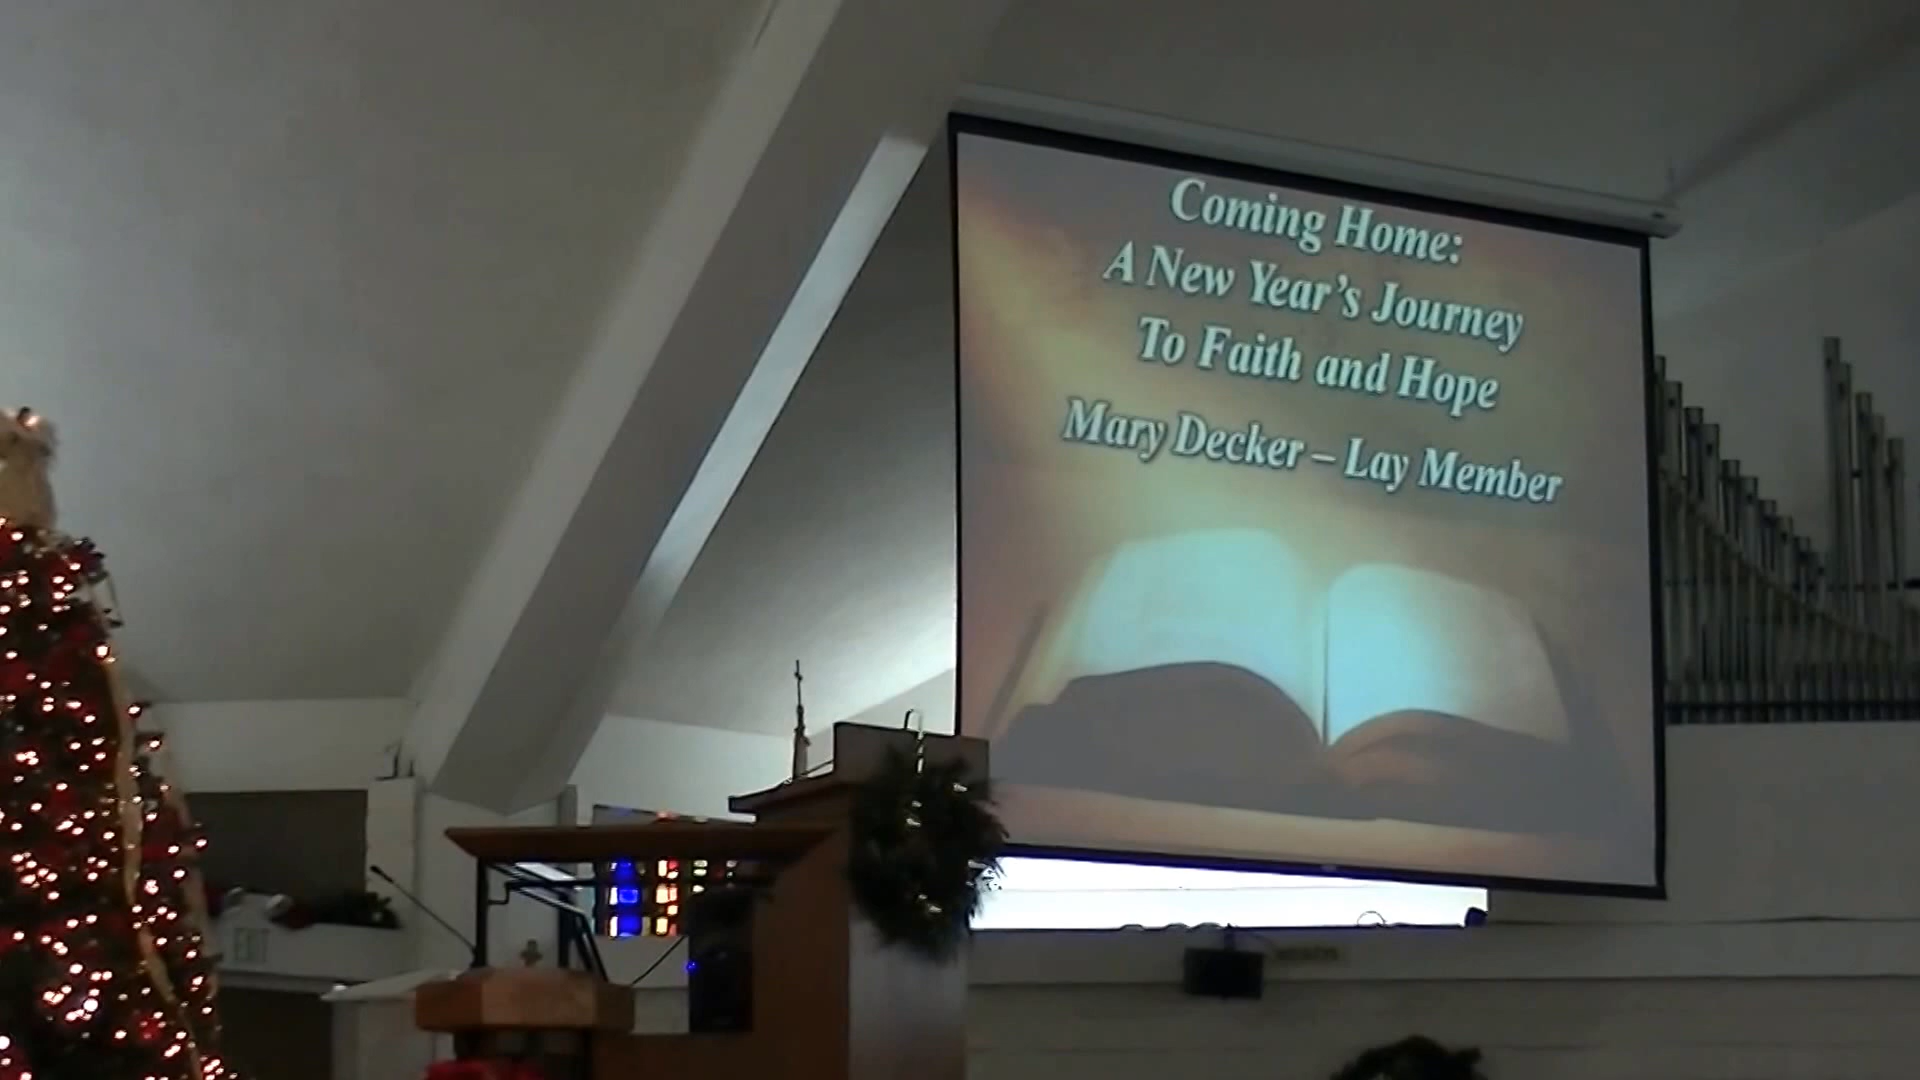 Coming Home:
A New Year's Journey
To Faith and Hope
Mary Decker – Lay Member